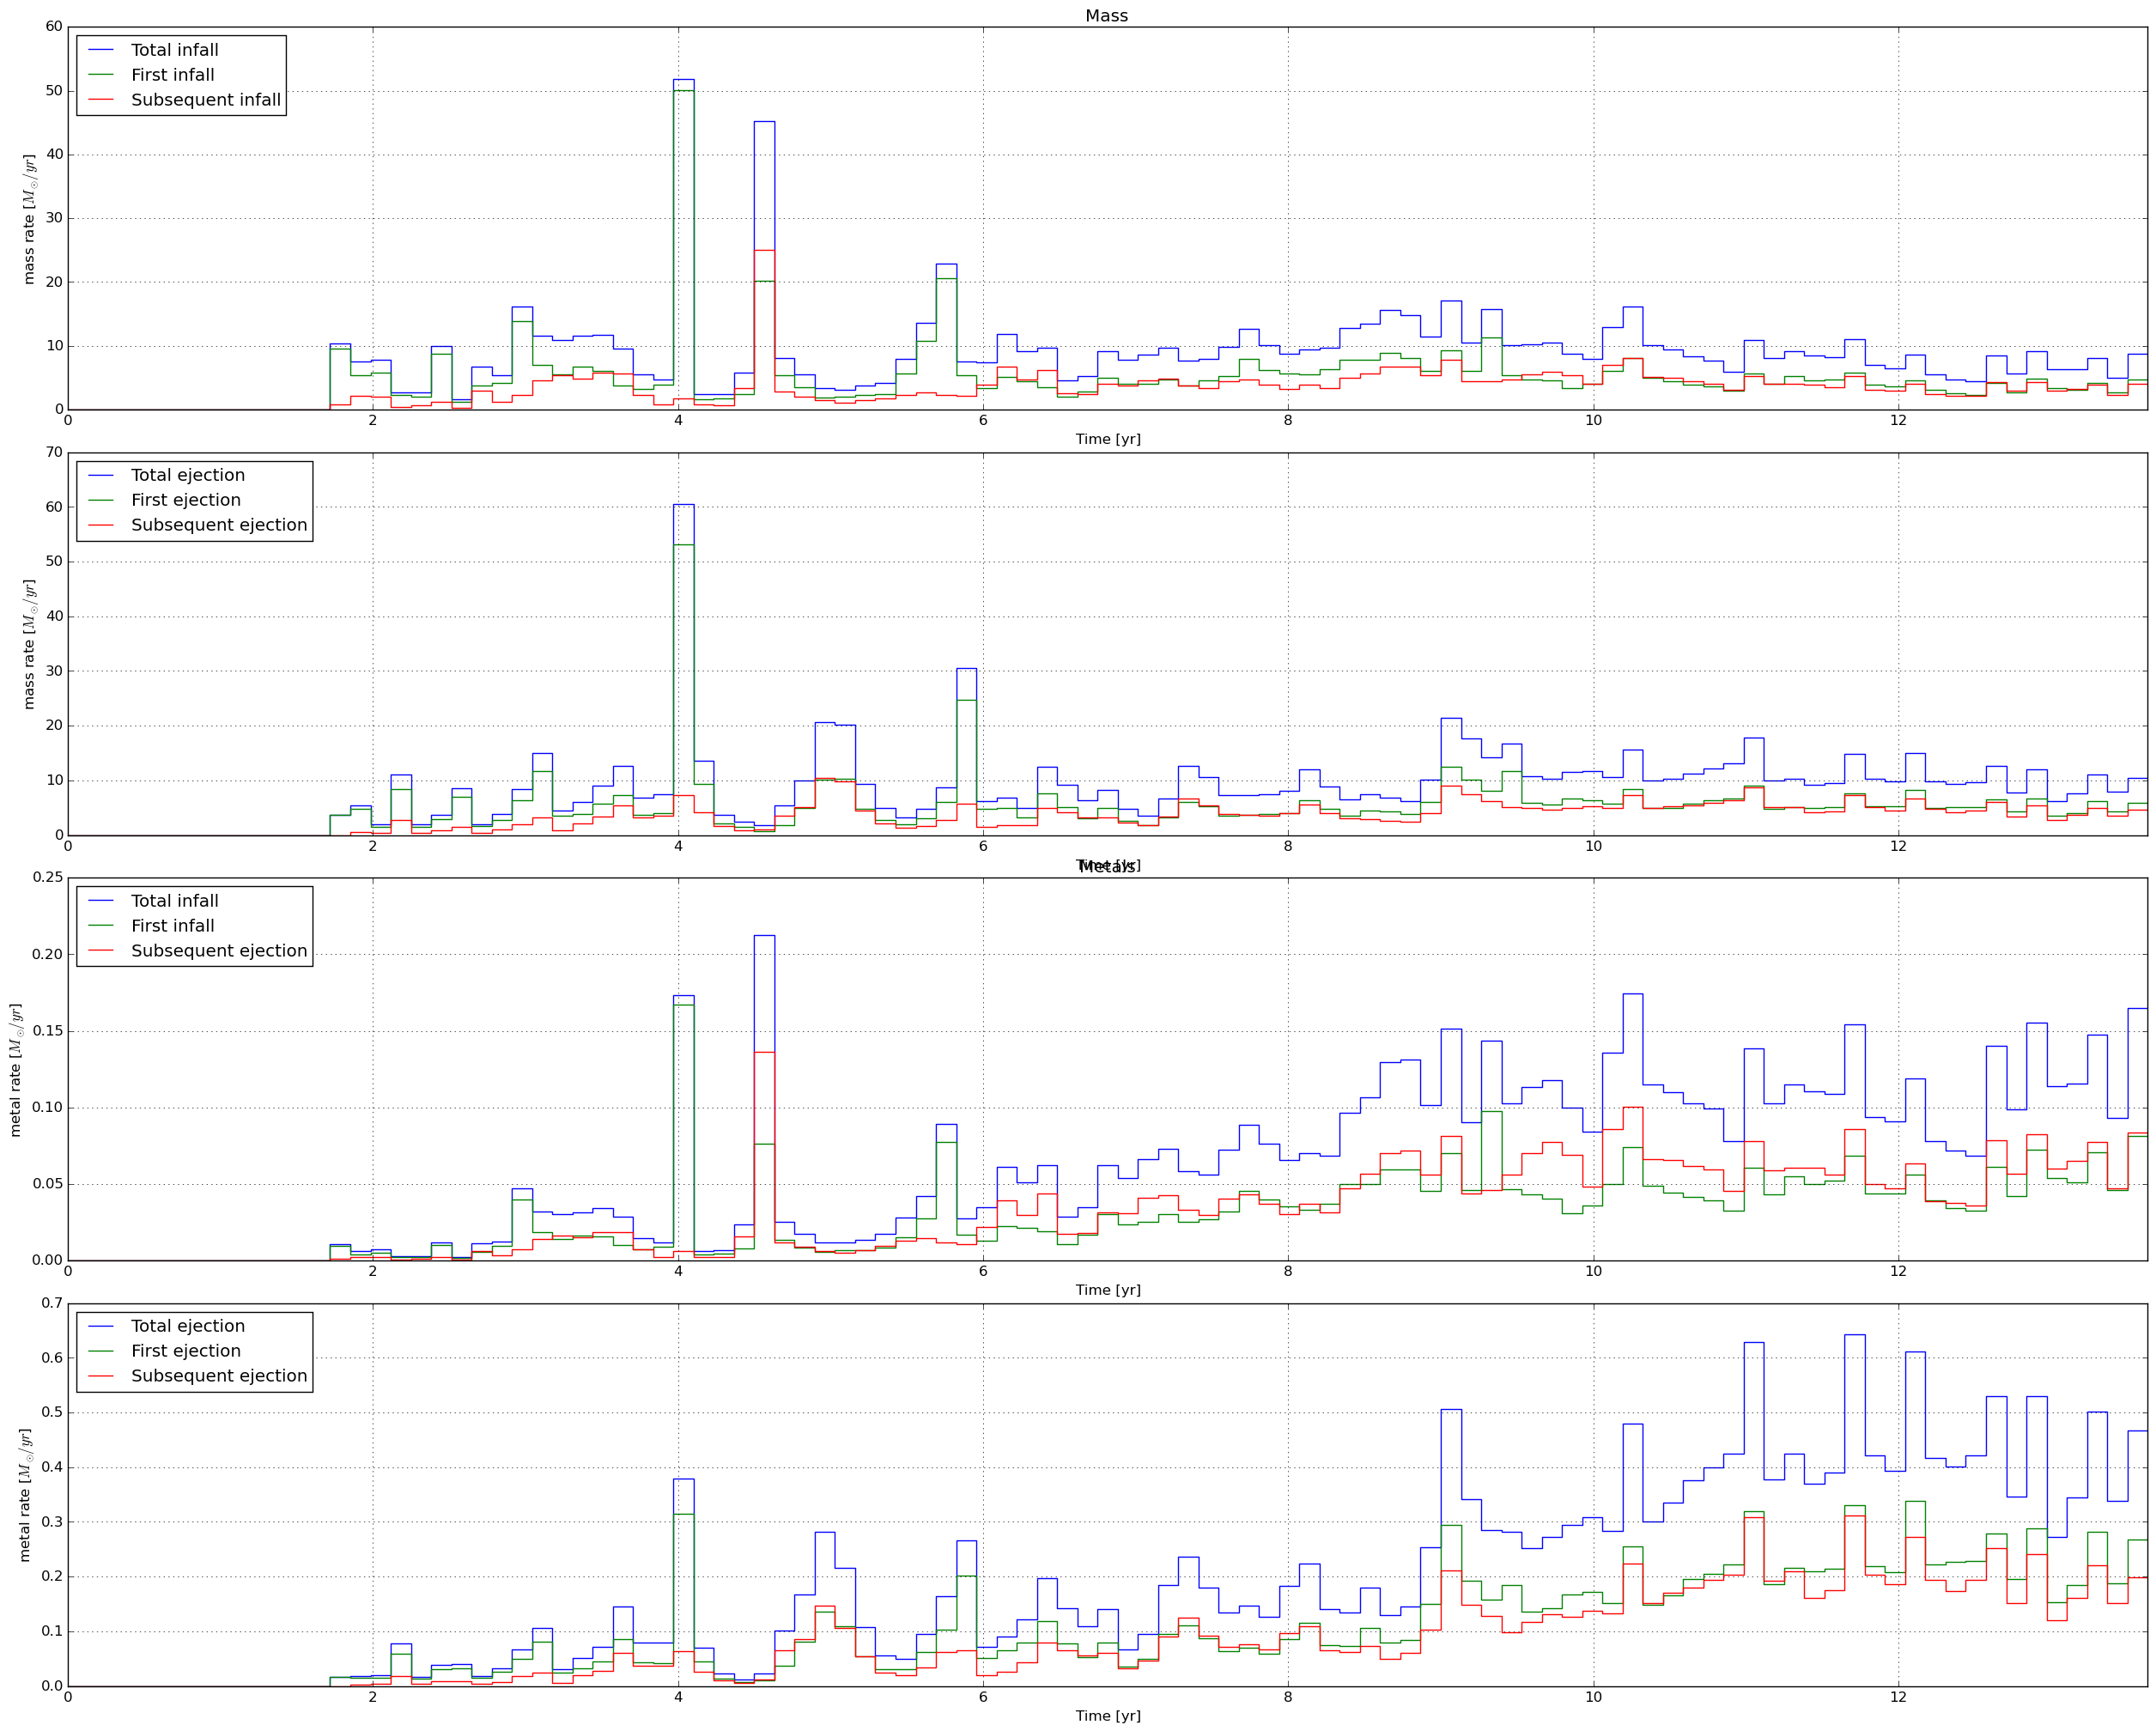 Mass
60
50
40
30
20
10
0
mass rate [M⊙/yr]
Total infall
First infall
Subsequent infall
0 2 4 6 8 10 12
Time [yr]
70
60
50
40
30
20
10
0
mass rate [M⊙/yr]
Total ejection
First ejection
Subsequent ejection
0 2 4 6 8 10 12
Time [yr]
Metals
0.25
0.20
0.15
0.10
0.05
0.00
metal rate [M⊙/yr]
Total infall
First infall
Subsequent ejection
0 2 4 6 8 10 12
Time [yr]
0.7
0.6
0.5
0.4
0.3
0.2
0.1
0.0
metal rate [M⊙/yr]
Total ejection
First ejection
Subsequent ejection
0 2 4 6 8 10 12
Time [yr]